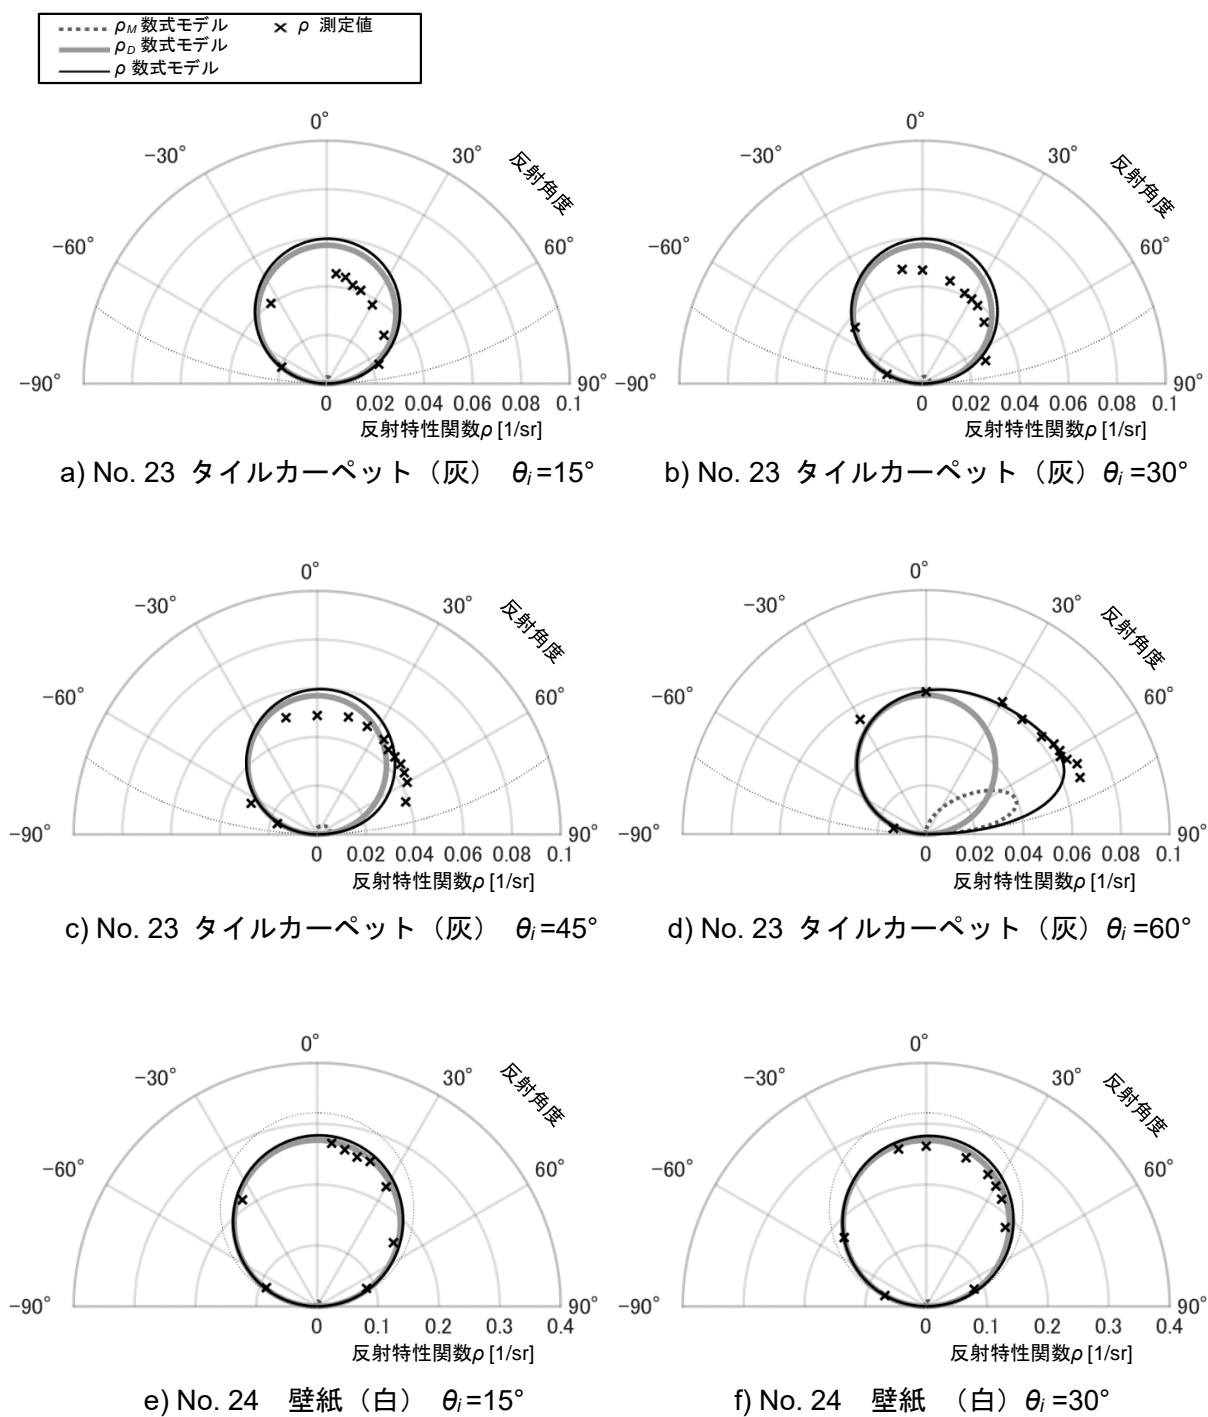 ρM 数式モデル × ρ 測定値
ρD 数式モデル
ρ 数式モデル
0°
−30° 30°
反射角度
−60° 60°
−90° 90°
0 0.02 0.04 0.06 0.08 0.1
反射特性関数ρ [1/sr]
a) No. 23 タイルカーペット（灰） θi =15°
0°
−30° 30°
反射角度
−60° 60°
−90° 90°
0 0.02 0.04 0.06 0.08 0.1
反射特性関数ρ [1/sr]
b) No. 23 タイルカーペット（灰）θi =30°
0°
−30° 30°
反射角度
−60° 60°
−90° 90°
0 0.02 0.04 0.06 0.08 0.1
反射特性関数ρ [1/sr]
c) No. 23 タイルカーペット（灰） θi =45°
0°
−30° 30°
反射角度
−60° 60°
−90° 90°
0 0.02 0.04 0.06 0.08 0.1
反射特性関数ρ [1/sr]
d) No. 23 タイルカーペット（灰）θi =60°
0°
−30° 30°
反射角度
−60° 60°
−90° 90°
0 0.1 0.2 0.3 0.4
反射特性関数ρ [1/sr]
e) No. 24 壁紙（白） θi =15°
0°
−30° 30°
反射角度
−60° 60°
−90° 90°
0 0.1 0.2 0.3 0.4
反射特性関数ρ [1/sr]
f) No. 24 壁紙 （白）θi =30°